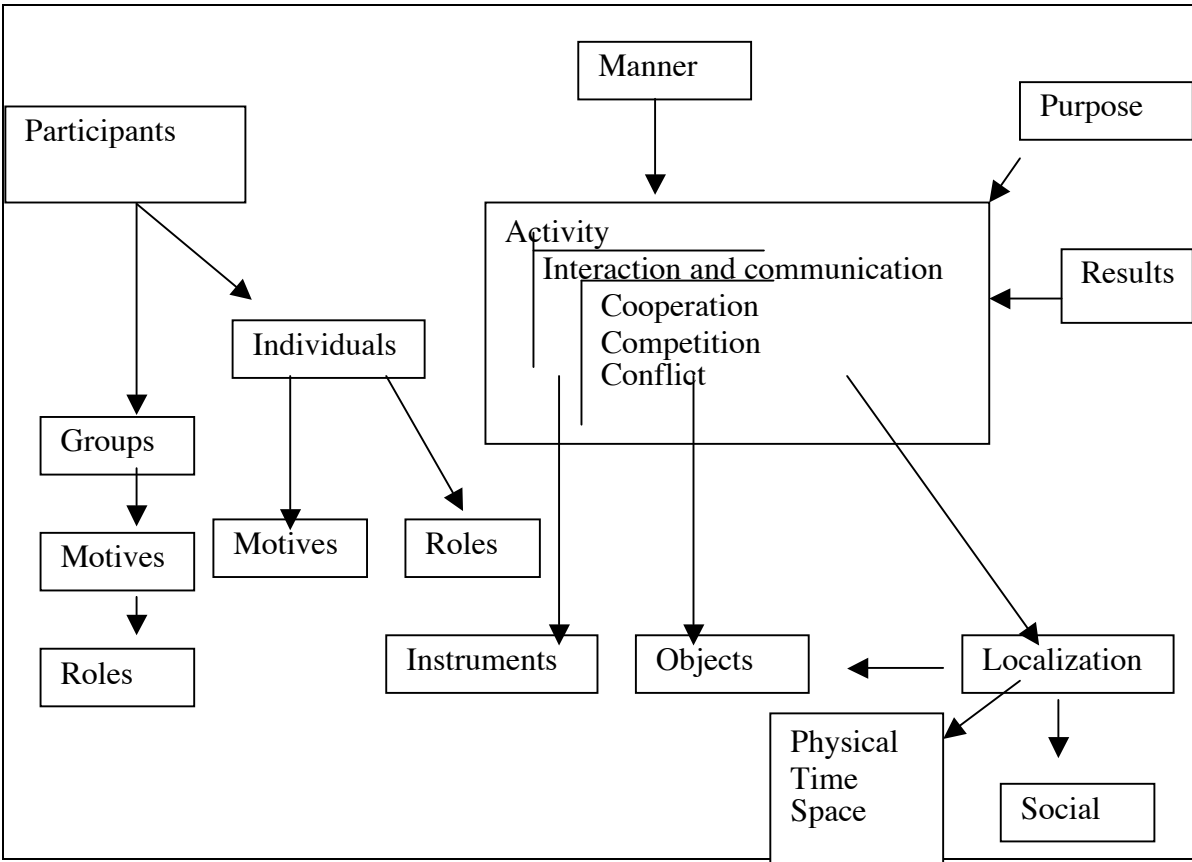 Manner
Purpose
Participants
Activity
Interaction and communication
Results
Cooperation
Competition
Conflict
Individuals
Groups
Motives
Roles
Motives
Roles
Instruments
Objects
Localization
Physical
Time
Space
Social